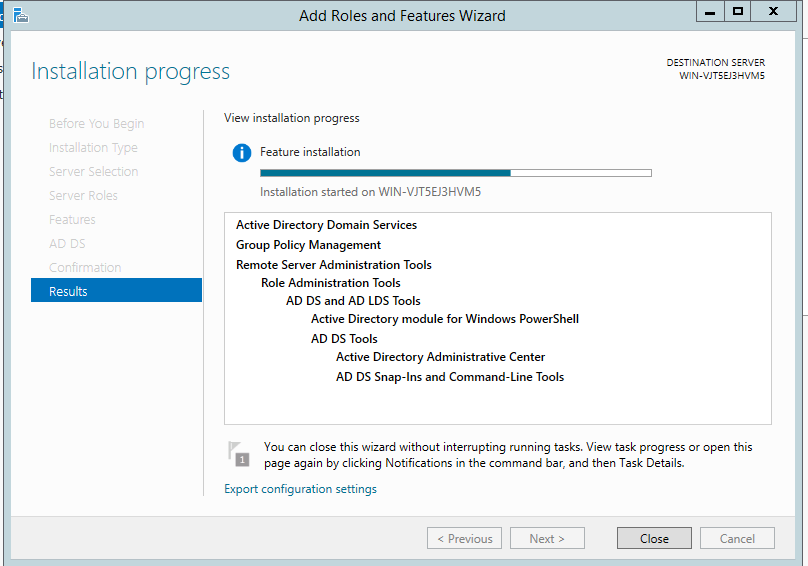 Add Roles and Features Wizard
Installation progress
DESTINATION SERVER
WIN-VJT5EJ3HVM5
Before You Begin
Installation Type
Server Selection
Server Roles
Features
AD DS
Confirmation
Results
View installation progress
Feature installation
Installation started on WIN-VJT5EJ3HVM5
Active Directory Domain Services
Group Policy Management
Remote Server Administration Tools
Role Administration Tools
AD DS and AD LDS Tools
Active Directory module for Windows PowerShell
AD DS Tools
Active Directory Administrative Center
AD DS Snap-Ins and Command-Line Tools
1
You can close this wizard without interrupting running tasks. View task progress or open this
page again by clicking Notifications in the command bar, and then Task Details.
Export configuration settings
< Previous
Next >
Close
Cancel